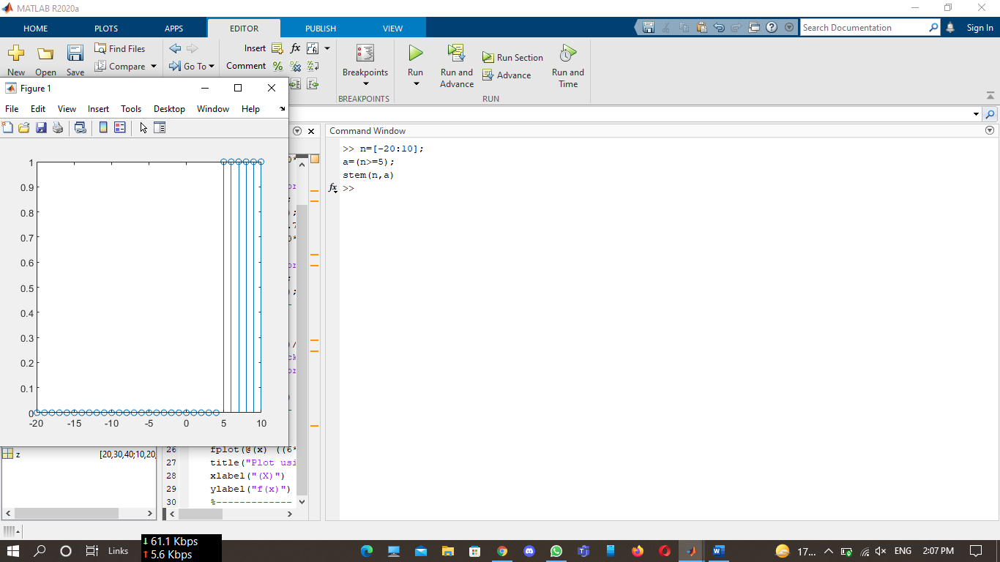 MATLAB R2020a
HOME PLOTS APPS EDITOR PUBLISH VIEW
Search Documentation Sign In
Find Files Insert fx
Compare Go To Comment
New Open Save
Breakpoints Run Run and Advance Run Section Advance Run and Time
BREAKPOINTS RUN
Figure 1
File Edit View Insert Tools Desktop Window Help
Command Window
>> n=[-20:10];
a=(n>=5);
stem(n,a)
fx >>
1
0.9
0.8
0.7
0.6
0.5
0.4
0.3
0.2
0.1
0
-20 -15 -10 -5 0 5 10
z [20,30,40;10,20,
26 fplot(@(x) ((6*
27 title("Plot usi
28 xlabel("(X)")
29 ylabel("f(x)")
30 %-------------
Links
61.1 Kbps
5.6 Kbps
17... ENG 2:07 PM